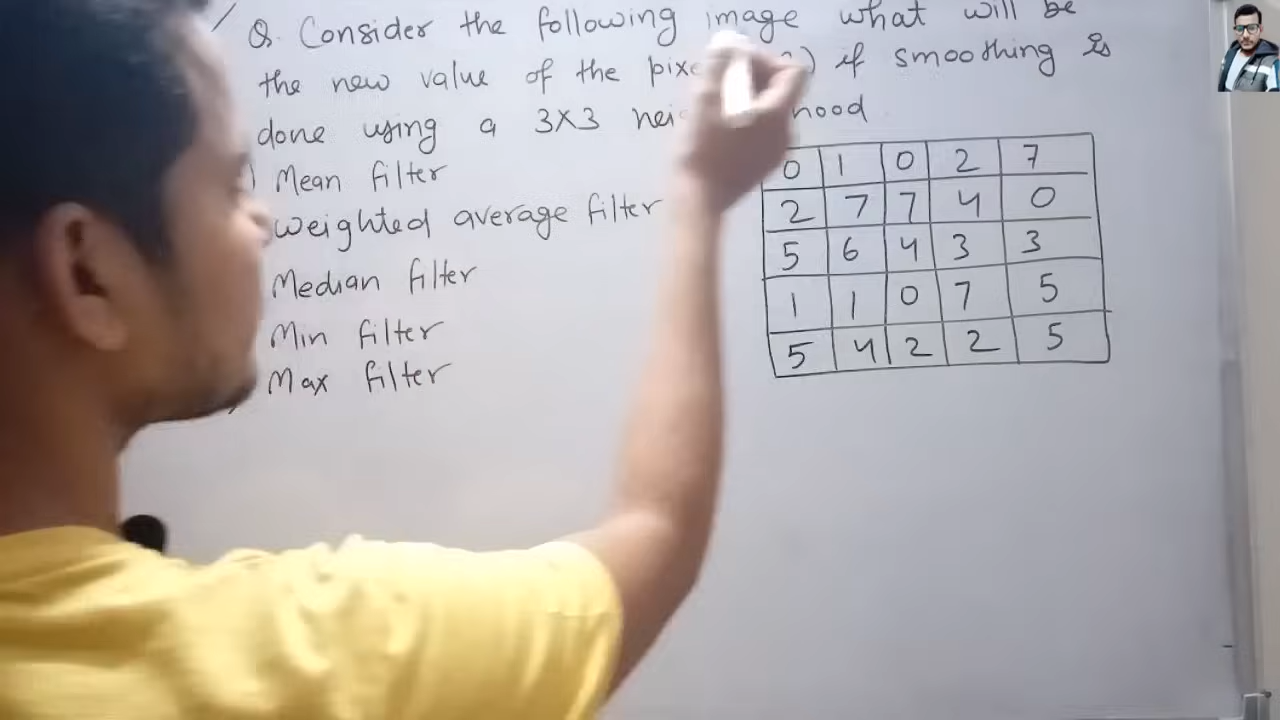 Q. Consider the following image what will be
the new value of the if smoothing is
done using a 3X3
Mean filter
weighted average filter
Median filter
Min filter
Max filter
0 1 0 2 7
2 7 7 4 0
5 6 4 3 3
1 1 0 7 5
5 4 2 2 5